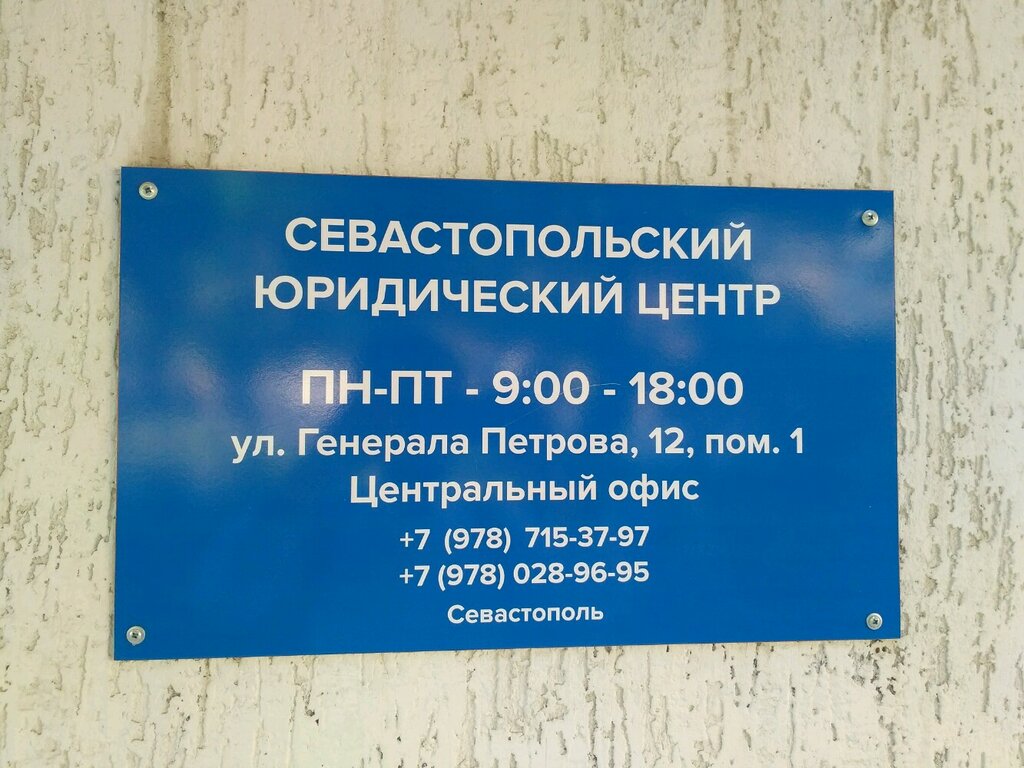 СЕВАСТОПОЛЬСКИЙ
ЮРИДИЧЕСКИЙ ЦЕНТР
ПН-ПТ - 9:00 - 18:00
ул. Генерала Петрова, 12, пом. 1
Центральный офис
+7 (978) 715-37-97
+7 (978) 028-96-95
Севастополь